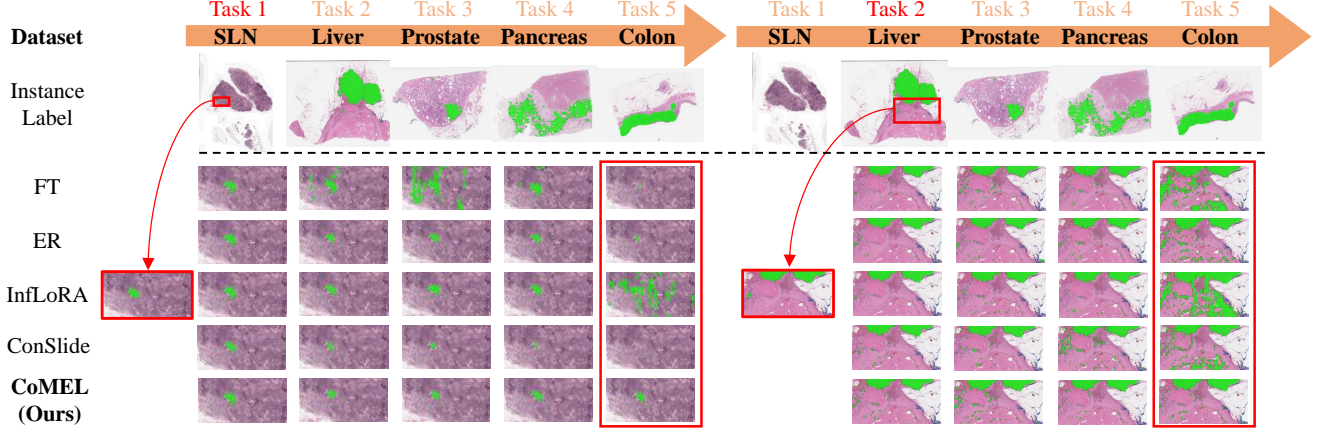 Task 1 Task 2 Task 3 Task 4 Task 5 Task 1 Task 2 Task 3 Task 4 Task 5
Dataset SLN Liver Prostate Pancreas Colon SLN Liver Prostate Pancreas Colon
Instance
Label
FT
ER
InfLoRA
ConSlide
CoMEL
(Ours)